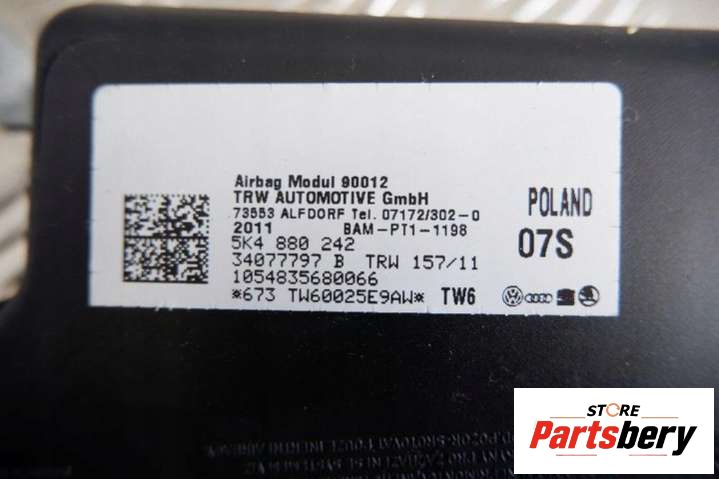 Airbag Modul 90012
TRW AUTOMOTIVE GmbH
73553 ALFDORF Tel. 07172/302-0
2011 BAM-PT1-1198
5K4 880 242
34077797 B TRW 157/11
1054835680066
*673 TW60025E9AW* TW6
POLAND
07S
STORE
Partsbery